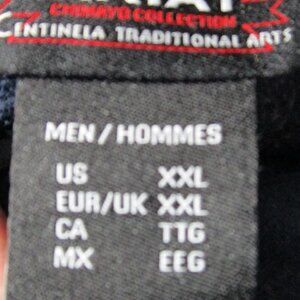 CHIMAYO COLLECTION
CENTINELA TRADITIONAL ARTS
MEN / HOMMES
US XXL
EUR/UK XXL
CA TTG
MX EEG